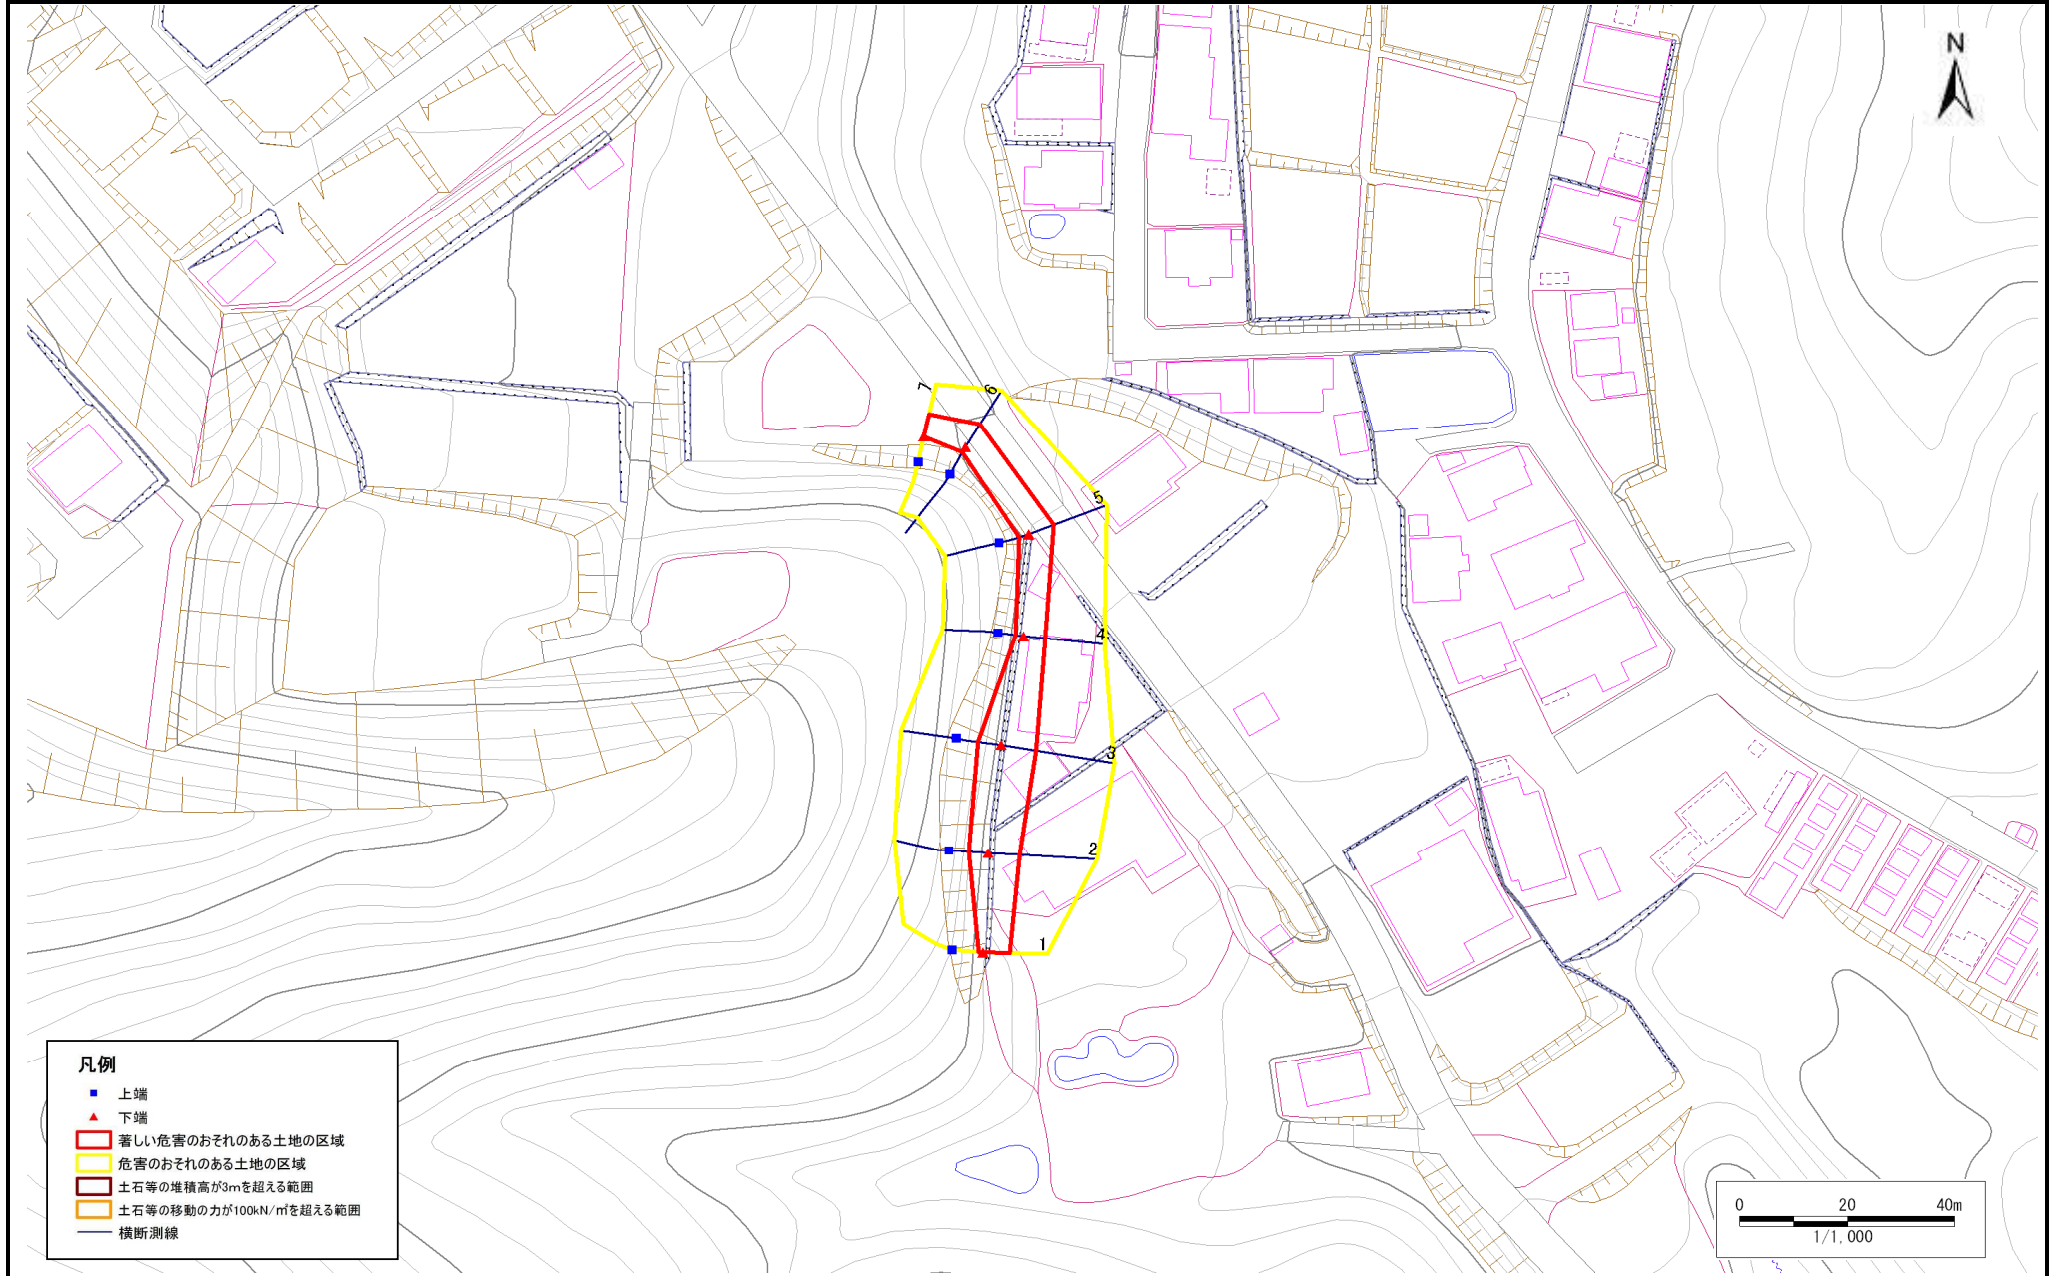 N
7
6
5
4
3
2
1
凡例
上端
下端
著しい危害のおそれのある土地の区域
危害のおそれのある土地の区域
土石等の堆積高が3mを超える範囲
土石等の移動の力が100kN/㎡を超える範囲
横断測線
0 20 40m
1/1,000